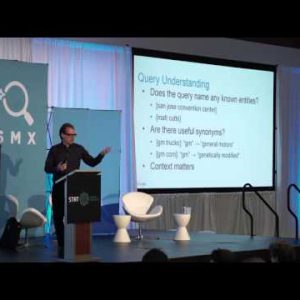 SMX
Query Understanding
• Does the query name any known entities?
• [san jose convention center]
• [matt cutts]
• Are there useful synonyms?
• [gm trucks] "gm" → "general motors"
• [gm corn] "gm" → "genetically modified"
• Context matters